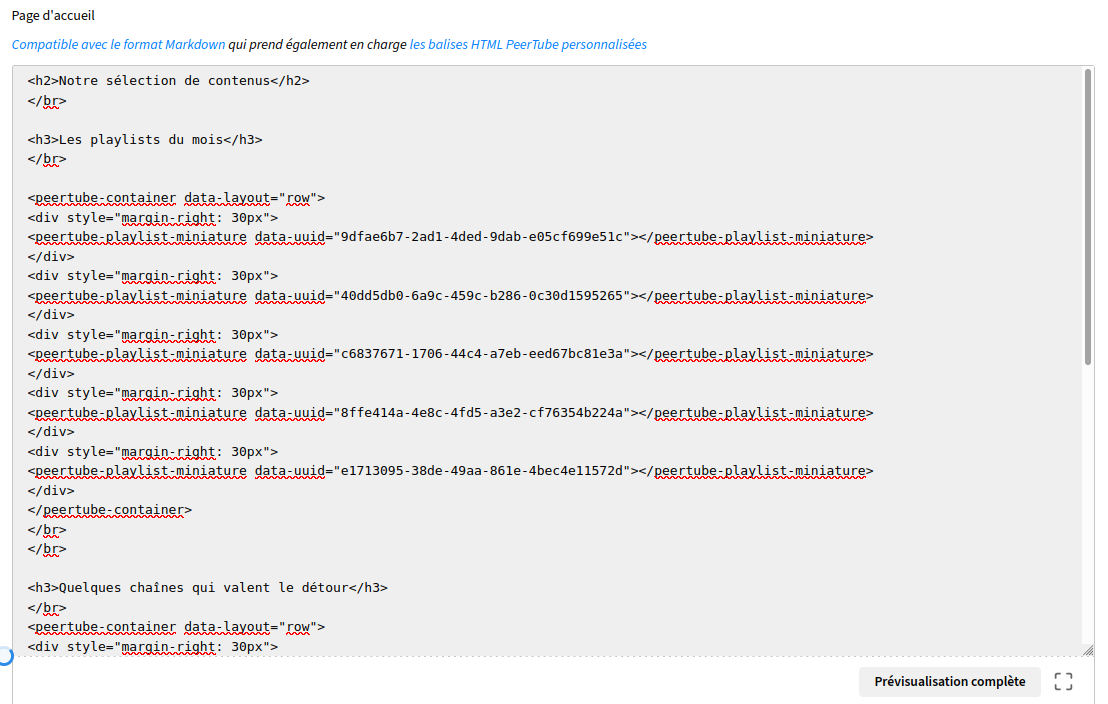 Page d'accueil
Compatible avec le format Markdown qui prend également en charge les balises HTML PeerTube personnalisées
<h2>Notre sélection de contenus</h2>
</br>
<h3>Les playlists du mois</h3>
</br>
<peertube-container data-layout="row">
<div style="margin-right: 30px">
<peertube-playlist-miniature data-uuid="9dfae6b7-2ad1-4ded-9dab-e05cf699e51c"></peertube-playlist-miniature>
</div>
<div style="margin-right: 30px">
<peertube-playlist-miniature data-uuid="40dd5db0-6a9c-459c-b286-0c30d1595265"></peertube-playlist-miniature>
</div>
<div style="margin-right: 30px">
<peertube-playlist-miniature data-uuid="c6837671-1706-44c4-a7eb-eed67bc81e3a"></peertube-playlist-miniature>
</div>
<div style="margin-right: 30px">
<peertube-playlist-miniature data-uuid="8ffe414a-4e8c-4fd5-a3e2-cf76354b224a"></peertube-playlist-miniature>
</div>
<div style="margin-right: 30px">
<peertube-playlist-miniature data-uuid="e1713095-38de-49aa-861e-4bec4e11572d"></peertube-playlist-miniature>
</div>
</peertube-container>
</br>
</br>
<h3>Quelques chaînes qui valent le détour</h3>
</br>
<peertube-container data-layout="row">
<div style="margin-right: 30px">
Prévisualisation complète